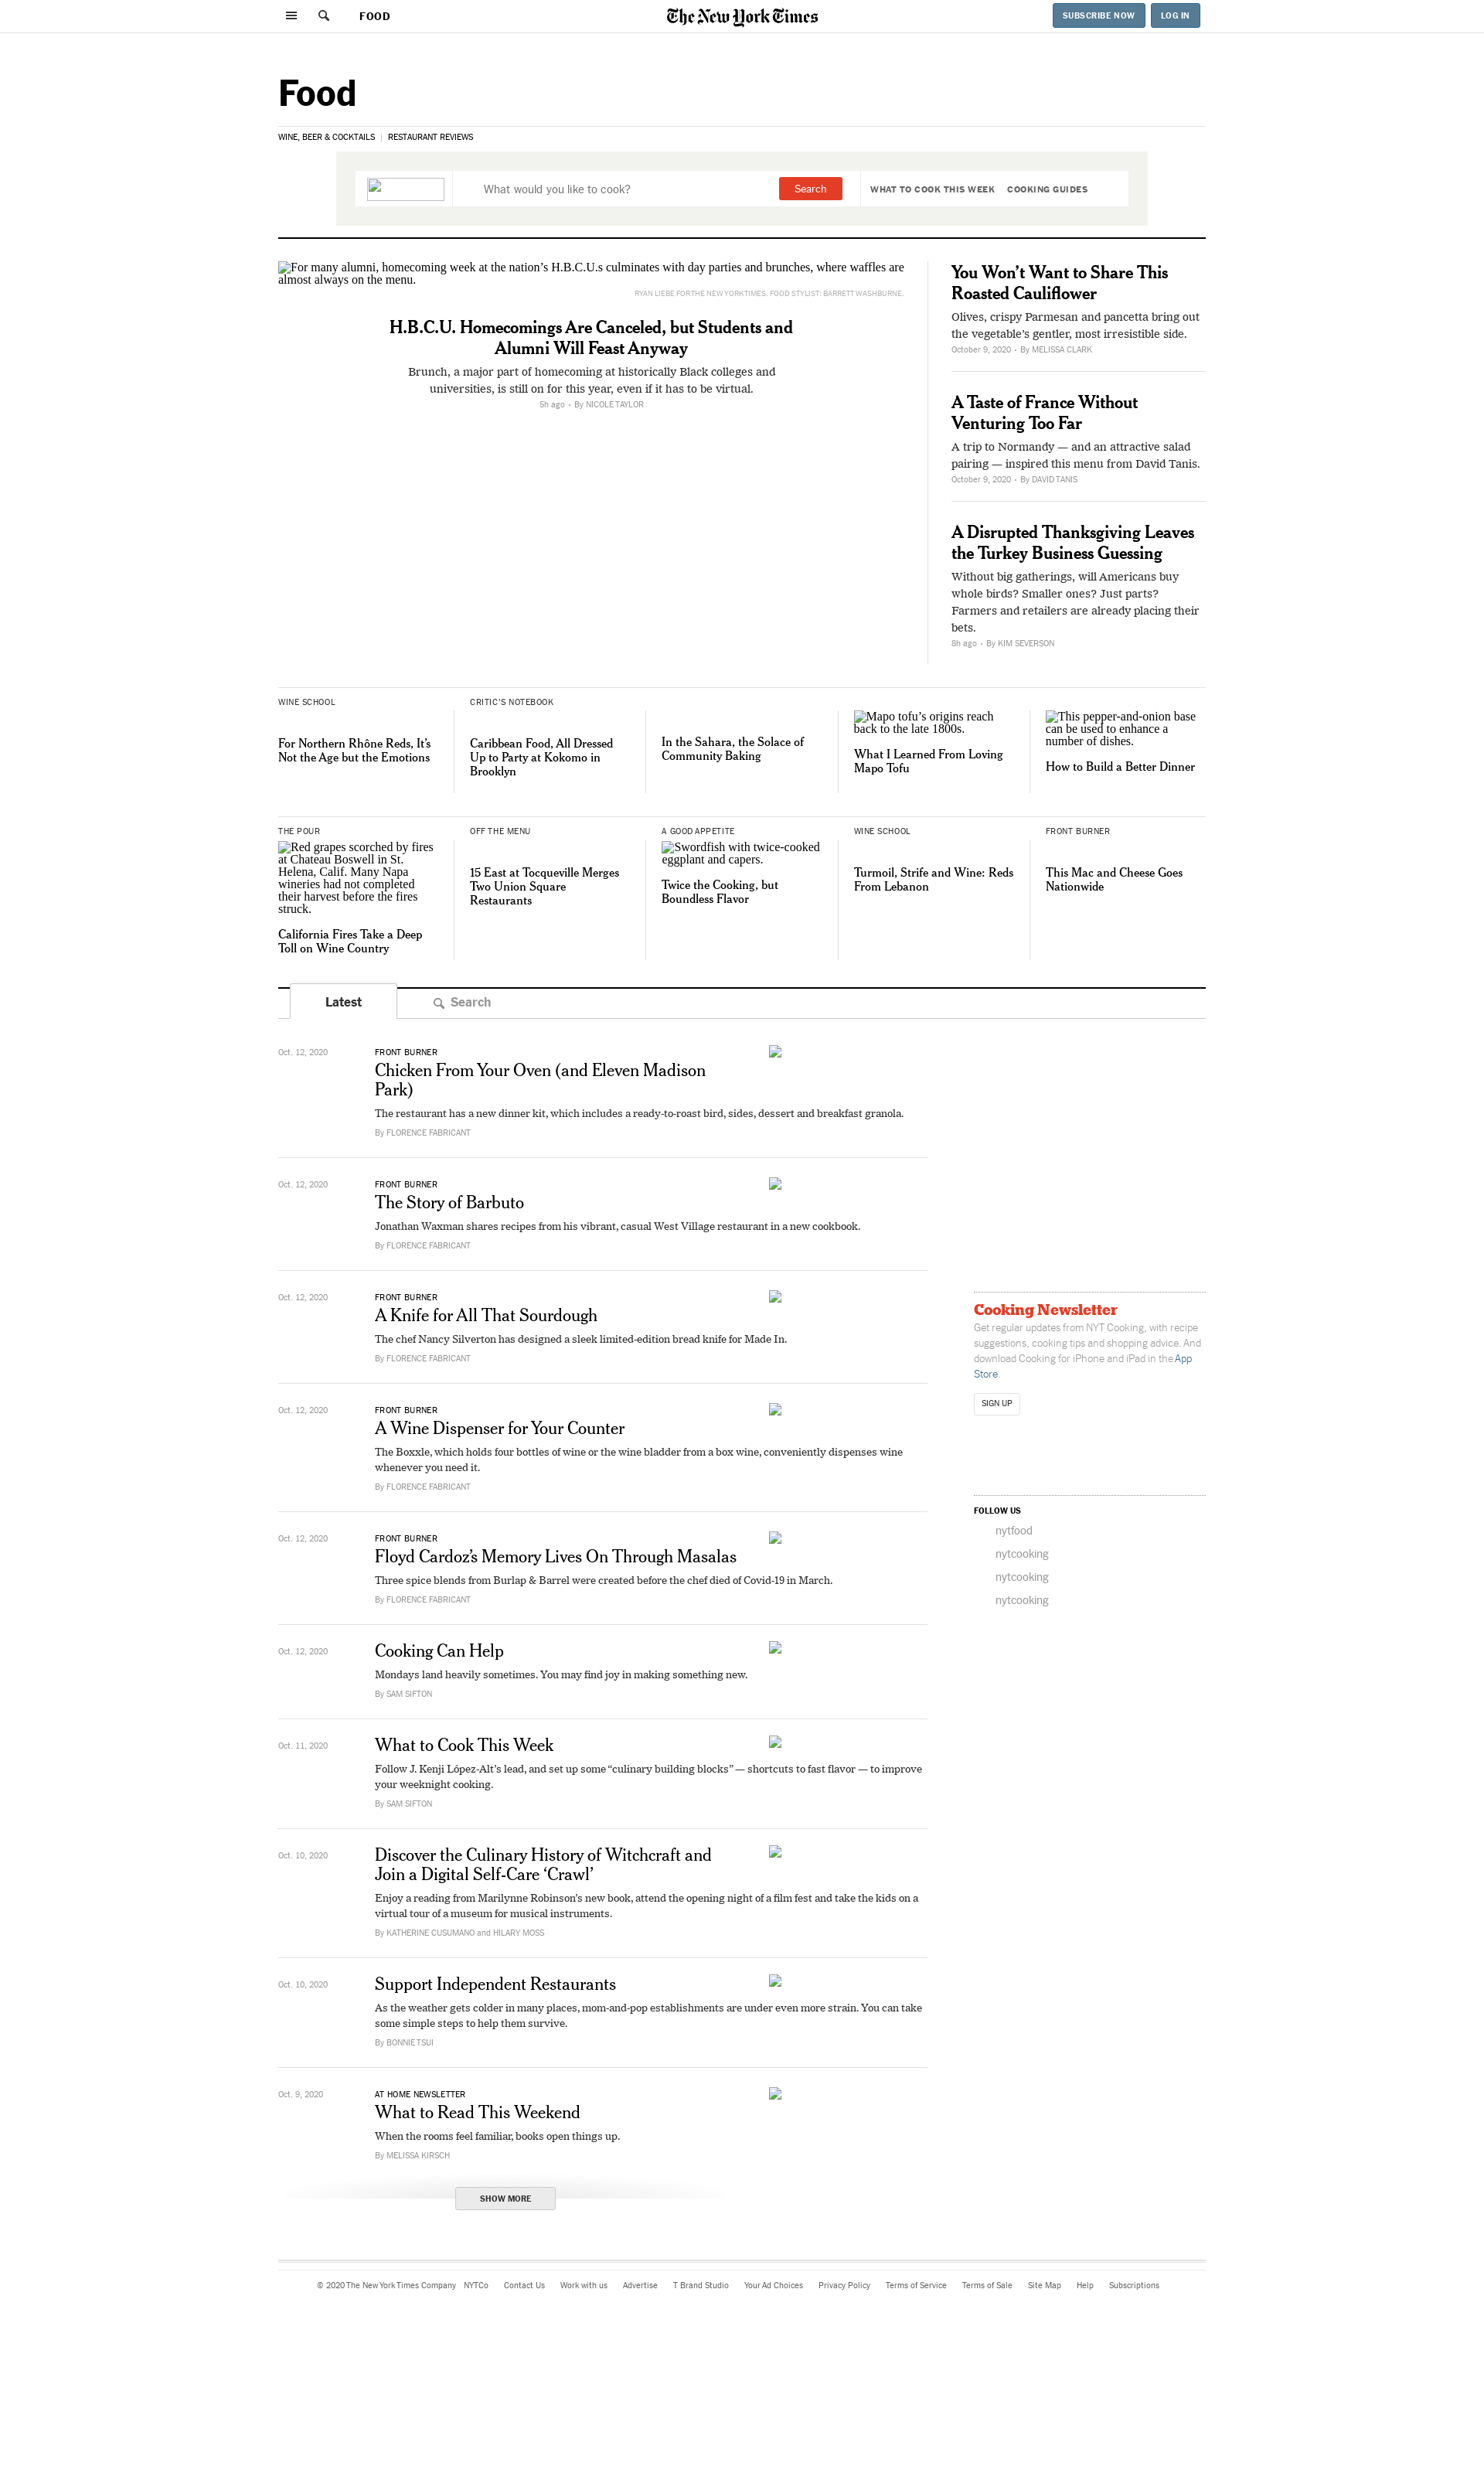 FOOD
The New York Times
SUBSCRIBE NOW
LOG IN
Food
WINE, BEER & COCKTAILS
RESTAURANT REVIEWS
What would you like to cook?
Search
WHAT TO COOK THIS WEEK
COOKING GUIDES
For many alumni, homecoming week at the nation’s H.B.C.U.s culminates with day parties and brunches, where waffles are
almost always on the menu.
RYAN LIEBE FOR THE NEW YORK TIMES. FOOD STYLIST: BARRETT WASHBURNE.
H.B.C.U. Homecomings Are Canceled, but Students and
Alumni Will Feast Anyway
Brunch, a major part of homecoming at historically Black colleges and
universities, is still on for this year, even if it has to be virtual.
5h ago • By NICOLE TAYLOR
You Won’t Want to Share This
Roasted Cauliflower
Olives, crispy Parmesan and pancetta bring out
the vegetable’s gentler, most irresistible side.
October 9, 2020 • By MELISSA CLARK
A Taste of France Without
Venturing Too Far
A trip to Normandy — and an attractive salad
pairing — inspired this menu from David Tanis.
October 9, 2020 • By DAVID TANIS
A Disrupted Thanksgiving Leaves
the Turkey Business Guessing
Without big gatherings, will Americans buy
whole birds? Smaller ones? Just parts?
Farmers and retailers are already placing their
bets.
8h ago • By KIM SEVERSON
WINE SCHOOL
For Northern Rhône Reds, It’s
Not the Age but the Emotions
CRITIC’S NOTEBOOK
Caribbean Food, All Dressed
Up to Party at Kokomo in
Brooklyn
In the Sahara, the Solace of
Community Baking
Mapo tofu’s origins reach
back to the late 1800s.
What I Learned From Loving
Mapo Tofu
This pepper-and-onion base
can be used to enhance a
number of dishes.
How to Build a Better Dinner
THE POUR
Red grapes scorched by fires
at Chateau Boswell in St.
Helena, Calif. Many Napa
wineries had not completed
their harvest before the fires
struck.
California Fires Take a Deep
Toll on Wine Country
OFF THE MENU
15 East at Tocqueville Merges
Two Union Square
Restaurants
A GOOD APPETITE
Swordfish with twice-cooked
eggplant and capers.
Twice the Cooking, but
Boundless Flavor
WINE SCHOOL
Turmoil, Strife and Wine: Reds
From Lebanon
FRONT BURNER
This Mac and Cheese Goes
Nationwide
Latest
Search
Oct. 12, 2020
FRONT BURNER
Chicken From Your Oven (and Eleven Madison
Park)
The restaurant has a new dinner kit, which includes a ready-to-roast bird, sides, dessert and breakfast granola.
By FLORENCE FABRICANT
Oct. 12, 2020
FRONT BURNER
The Story of Barbuto
Jonathan Waxman shares recipes from his vibrant, casual West Village restaurant in a new cookbook.
By FLORENCE FABRICANT
Oct. 12, 2020
FRONT BURNER
A Knife for All That Sourdough
The chef Nancy Silverton has designed a sleek limited-edition bread knife for Made In.
By FLORENCE FABRICANT
Oct. 12, 2020
FRONT BURNER
A Wine Dispenser for Your Counter
The Boxxle, which holds four bottles of wine or the wine bladder from a box wine, conveniently dispenses wine
whenever you need it.
By FLORENCE FABRICANT
Oct. 12, 2020
FRONT BURNER
Floyd Cardoz’s Memory Lives On Through Masalas
Three spice blends from Burlap & Barrel were created before the chef died of Covid-19 in March.
By FLORENCE FABRICANT
Oct. 12, 2020
Cooking Can Help
Mondays land heavily sometimes. You may find joy in making something new.
By SAM SIFTON
Oct. 11, 2020
What to Cook This Week
Follow J. Kenji López-Alt’s lead, and set up some “culinary building blocks” — shortcuts to fast flavor — to improve
your weeknight cooking.
By SAM SIFTON
Oct. 10, 2020
Discover the Culinary History of Witchcraft and
Join a Digital Self-Care ‘Crawl’
Enjoy a reading from Marilynne Robinson’s new book, attend the opening night of a film fest and take the kids on a
virtual tour of a museum for musical instruments.
By KATHERINE CUSUMANO and HILARY MOSS
Oct. 10, 2020
Support Independent Restaurants
As the weather gets colder in many places, mom-and-pop establishments are under even more strain. You can take
some simple steps to help them survive.
By BONNIE TSUI
Oct. 9, 2020
AT HOME NEWSLETTER
What to Read This Weekend
When the rooms feel familiar, books open things up.
By MELISSA KIRSCH
SHOW MORE
Cooking Newsletter
Get regular updates from NYT Cooking, with recipe
suggestions, cooking tips and shopping advice. And
download Cooking for iPhone and iPad in the App
Store.
SIGN UP
FOLLOW US
nytfood
nytcooking
nytcooking
nytcooking
© 2020 The New York Times Company
NYTCo
Contact Us
Work with us
Advertise
T Brand Studio
Your Ad Choices
Privacy Policy
Terms of Service
Terms of Sale
Site Map
Help
Subscriptions